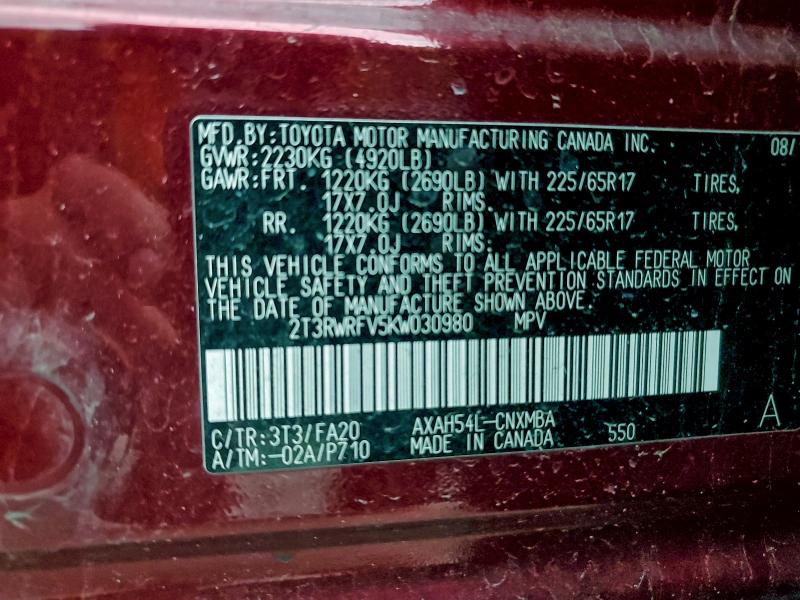 MFD. BY: TOYOTA MOTOR MANUFACTURING CANADA INC. 08/
GVWR: 2230KG (4920LB)
GAWR: FRT. 1220KG (2690LB) WITH 225/65R17 TIRES,
17X7.0J RIMS.
RR. 1220KG (2690LB) WITH 225/65R17 TIRES,
17X7.0J RIMS.
THIS VEHICLE CONFORMS TO ALL APPLICABLE FEDERAL MOTOR
VEHICLE SAFETY AND THEFT PREVENTION STANDARDS IN EFFECT ON
THE DATE OF MANUFACTURE SHOWN ABOVE.
2T3RWRFV5KW030980 MPV
C/TR: 3T3/FA20 AXAH54L-CNXMBA
A/TM: -02A/P710 MADE IN CANADA 550 A